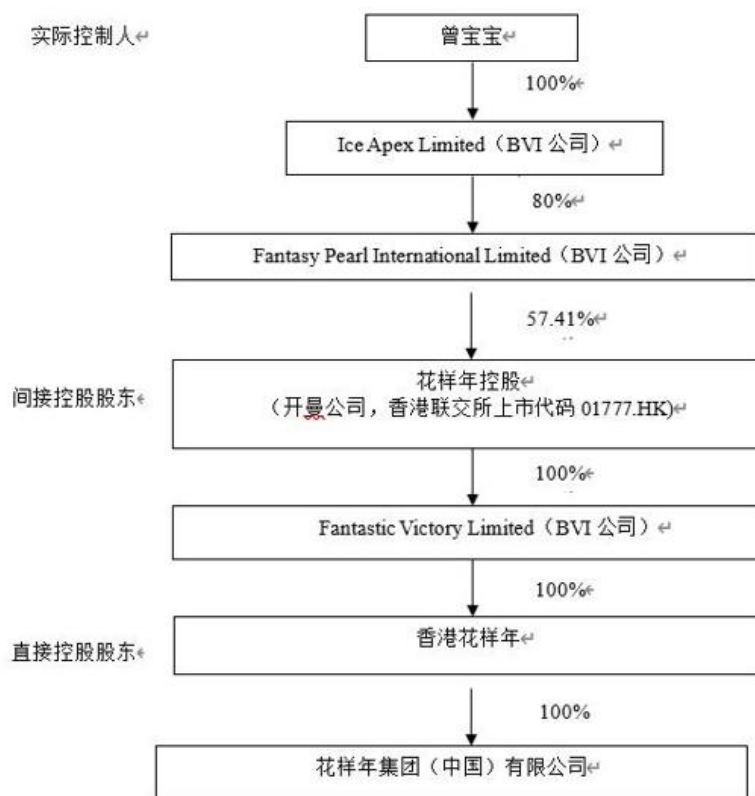 实际控制人
曾宝宝
100%
Ice Apex Limited（BVI 公司）
80%
Fantasy Pearl International Limited（BVI 公司）
57.41%
间接控股股东
花样年控股
（开曼公司，香港联交所上市代码 01777.HK)
100%
Fantastic Victory Limited（BVI 公司）
100%
直接控股股东
香港花样年
100%
花样年集团（中国）有限公司